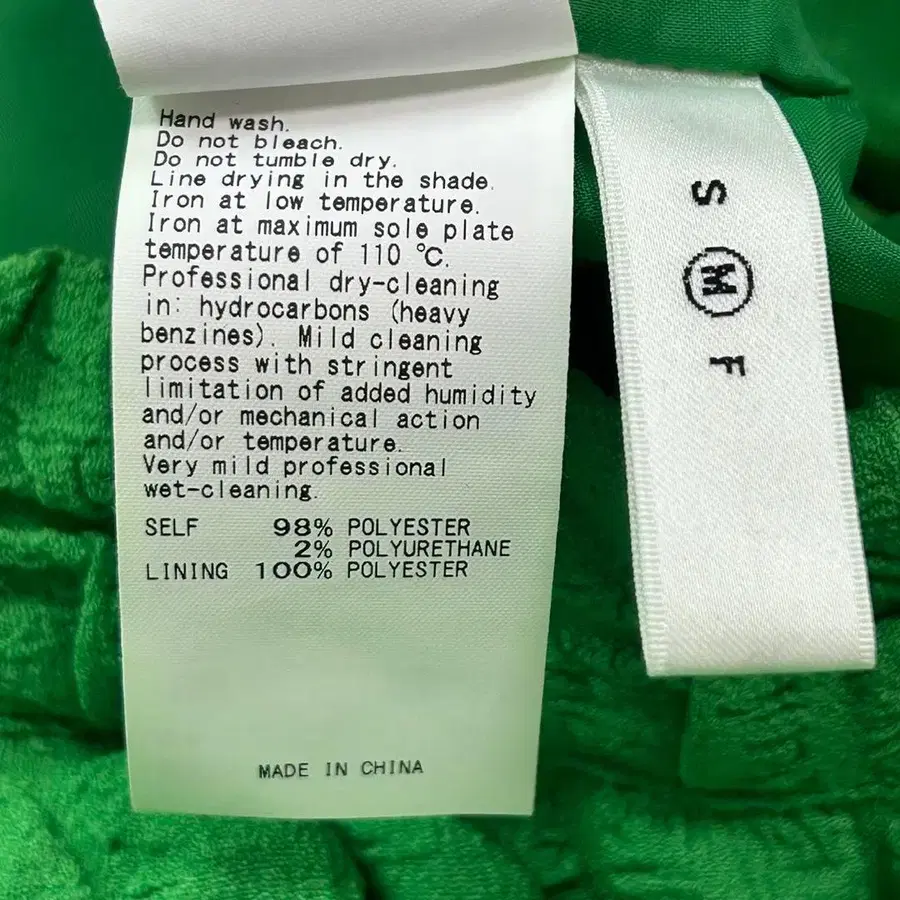 Hand wash.
Do not bleach.
Do not tumble dry.
Line drying in the shade.
Iron at low temperature.
Iron at maximum sole plate
temperature of 110 ℃.
Professional dry-cleaning
in: hydrocarbons (heavy
benzines). Mild cleaning
process with stringent
limitation of added humidity
and/or mechanical action
and/or temperature.
Very mild professional
wet-cleaning.
SELF 98% POLYESTER
2% POLYURETHANE
LINING 100% POLYESTER
MADE IN CHINA
S
M
F